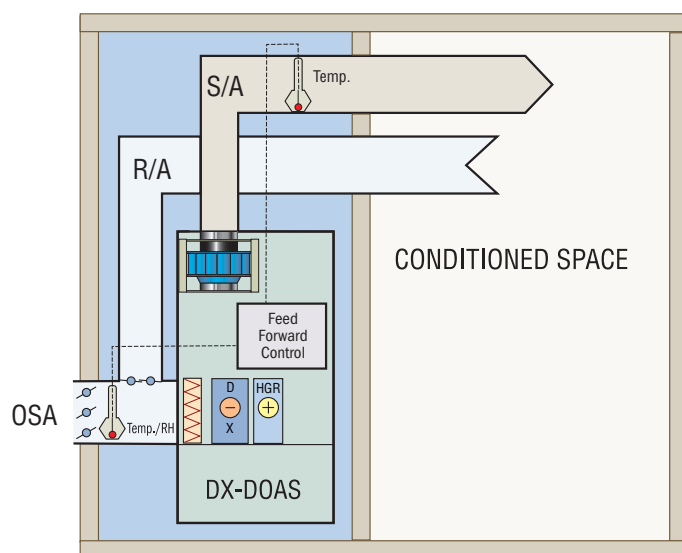 S/A
Temp.
R/A
CONDITIONED SPACE
Feed
Forward
Control
OSA
Temp./RH
D
X
HGR
DX-DOAS